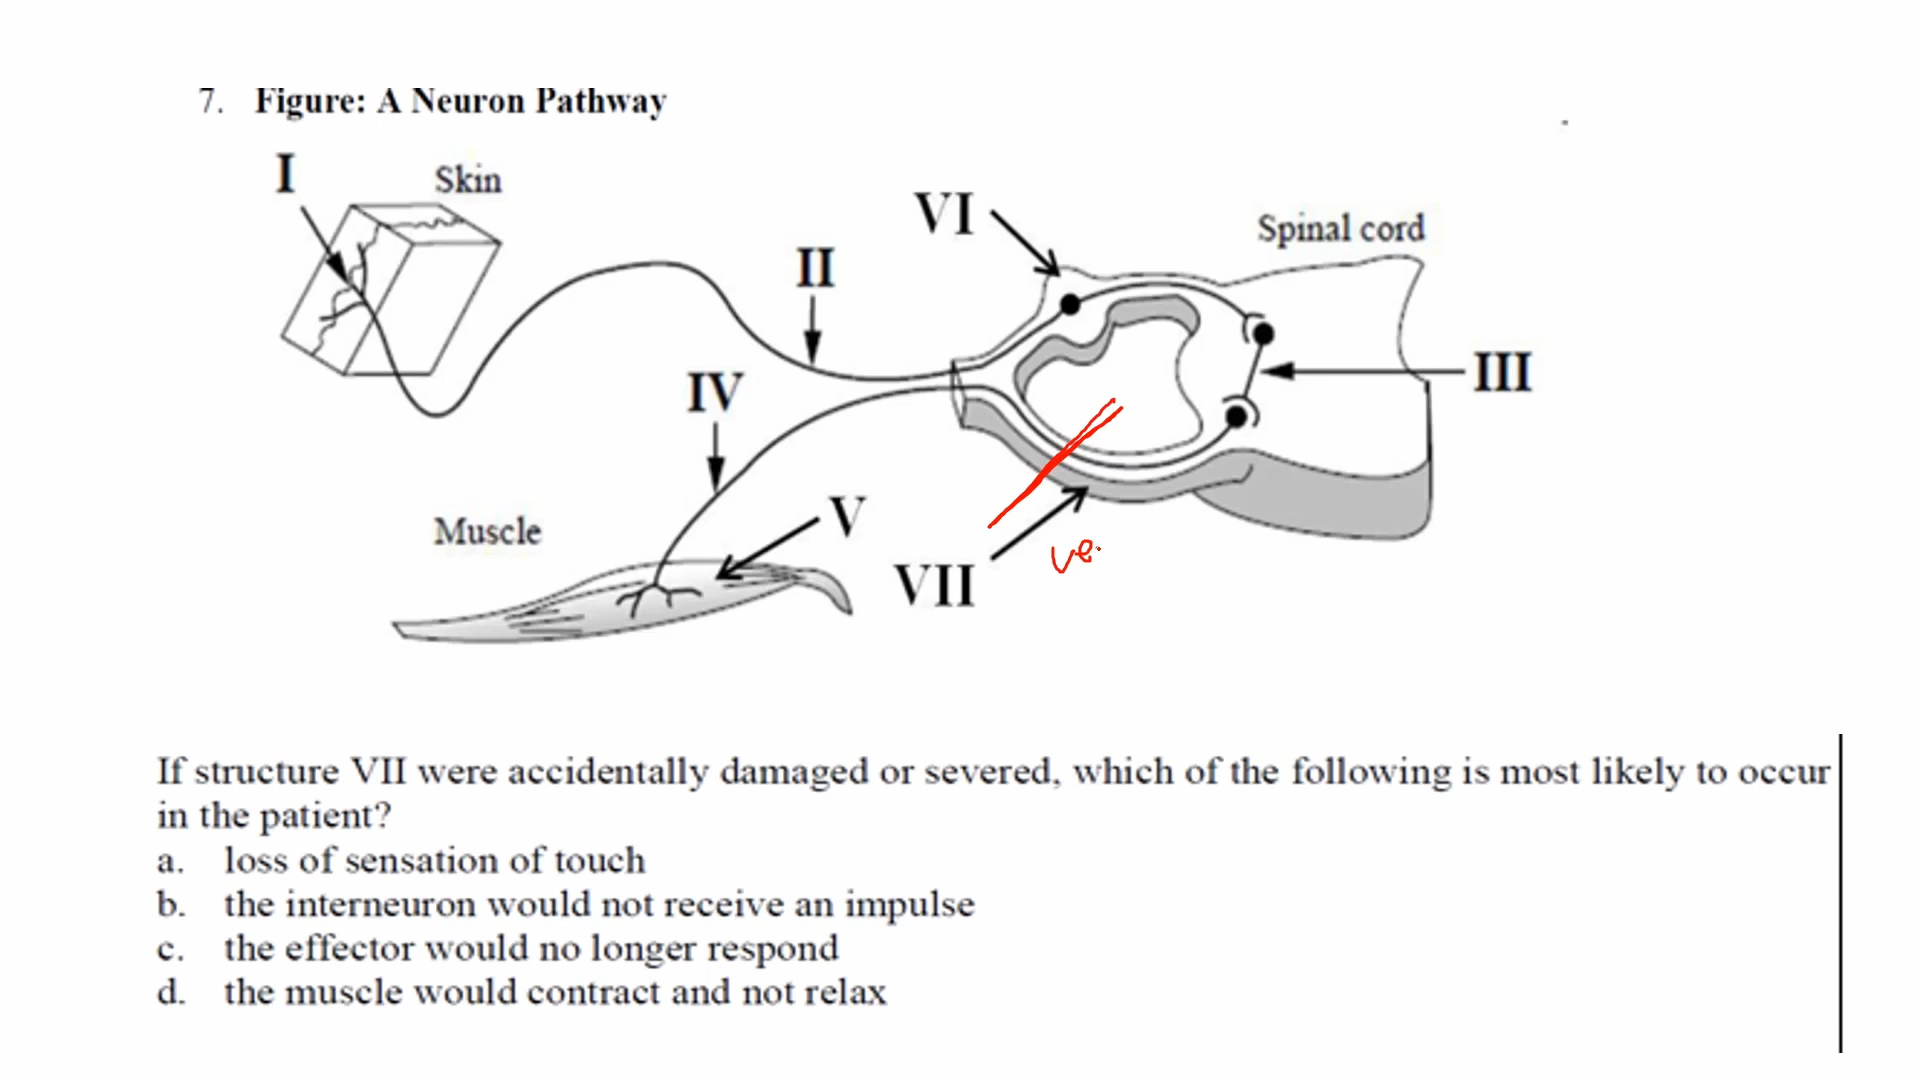 7. Figure: A Neuron Pathway
I
Skin
VI
Spinal cord
II
III
IV
V
Muscle
ve.
VII
If structure VII were accidentally damaged or severed, which of the following is most likely to occur
in the patient?
a. loss of sensation of touch
b. the interneuron would not receive an impulse
c. the effector would no longer respond
d. the muscle would contract and not relax